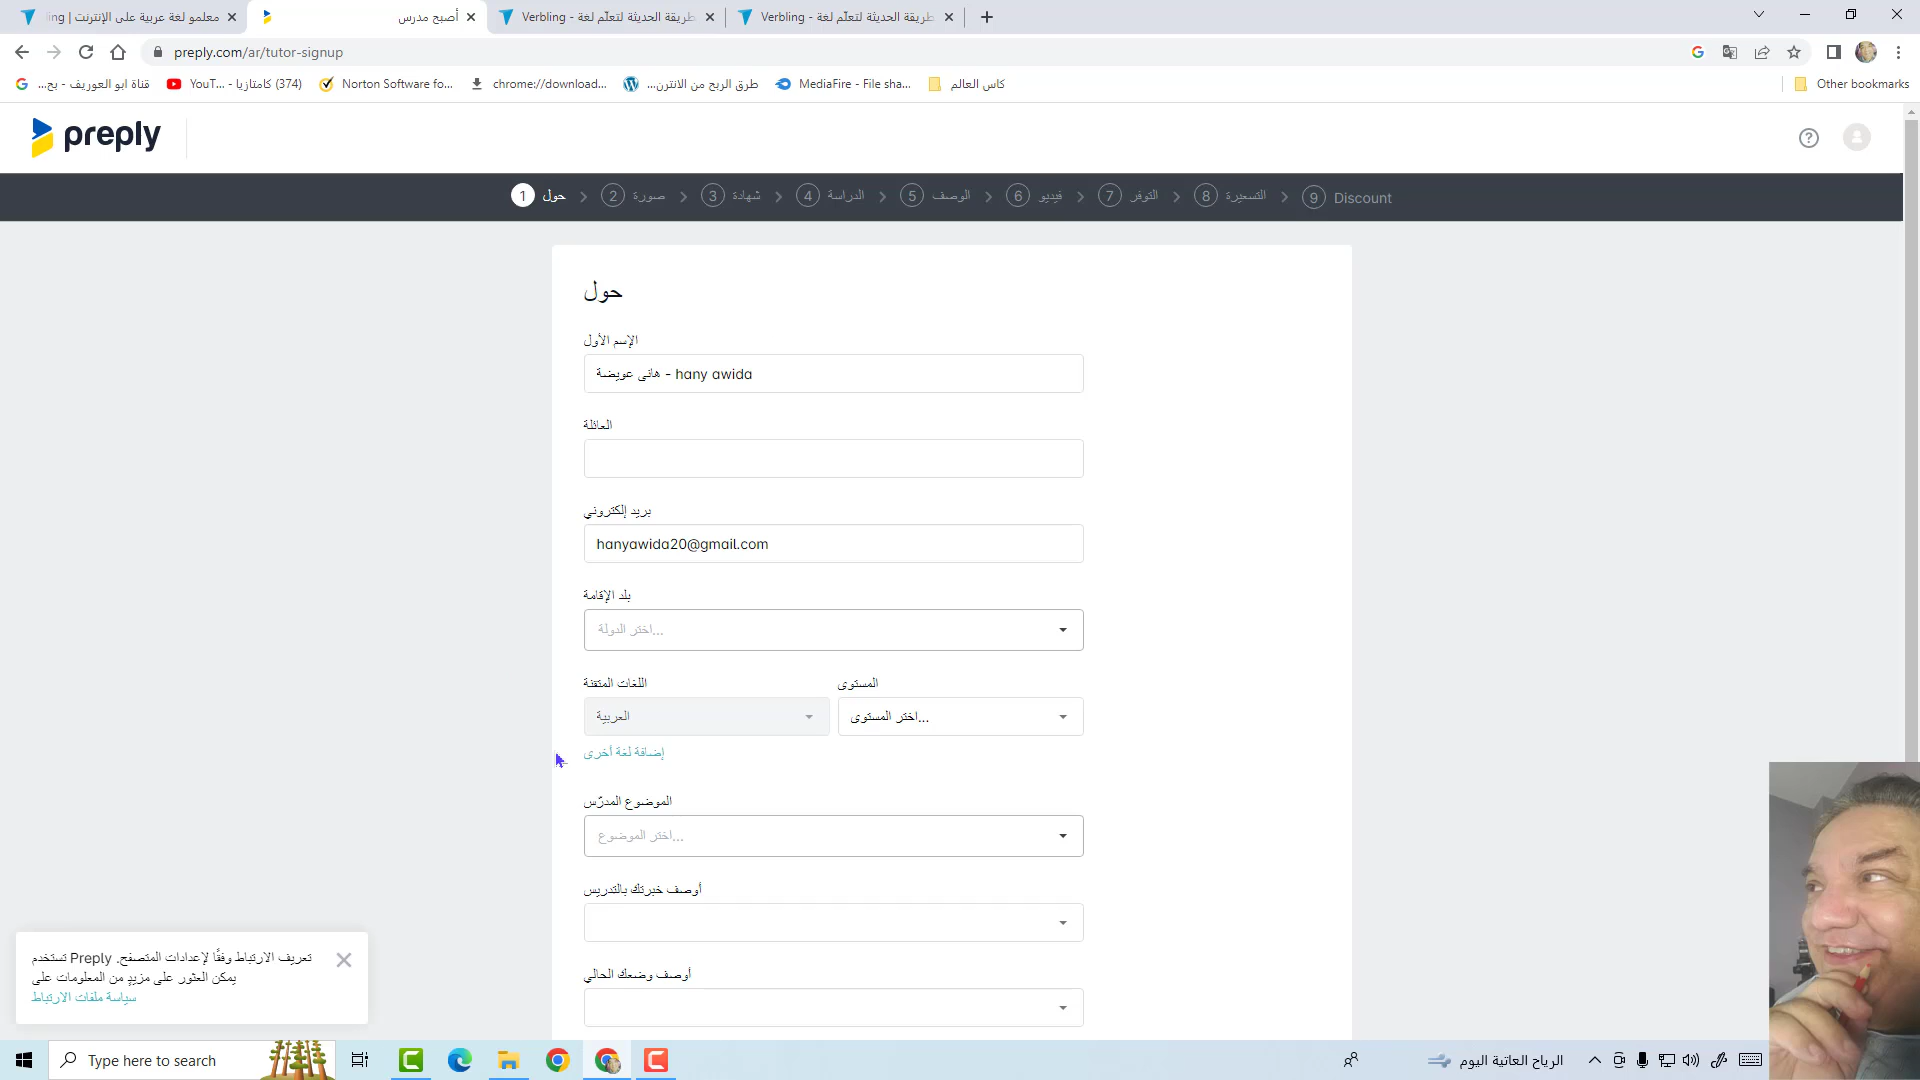 معلمو لغة عربية على الإنترنت | ling
أصبح مدرس
Verbling - طريقة الحديثة لتعلّم لغة
Verbling - طريقة الحديثة لتعلّم لغة
preply.com/ar/tutor-signup
قناة ابو العوريف - بح...
YouT... - كامتازيا (374)
Norton Software fo...
chrome://download...
طرق الربح من الانترن...
MediaFire - File sha...
كاس العالم
Other bookmarks
preply
1 حول
2 صورة
3 شهادة
4 الدراسة
5 الوصف
6 فيديو
7 التوفر
8 التسعيرة
9 Discount
حول
الإسم الأول
هانى عويضة - hany awida
العائلة
بريد إلكتروني
hanyawida20@gmail.com
بلد الإقامة
اختر الدولة...
اللغات المتقنة
المستوى
العربية
اختر المستوى...
إضافة لغة أخرى
الموضوع المدرّس
اختر الموضوع...
أوصف خبرتك بالتدريس
أوصف وضعك الحالي
تستخدم Preply .تعريف الارتباط وفقًا لإعدادات المتصفح
يمكن العثور على مزيدٍ من المعلومات على
سياسة ملفات الارتباط
Type here to search
الرياح العاتية اليوم